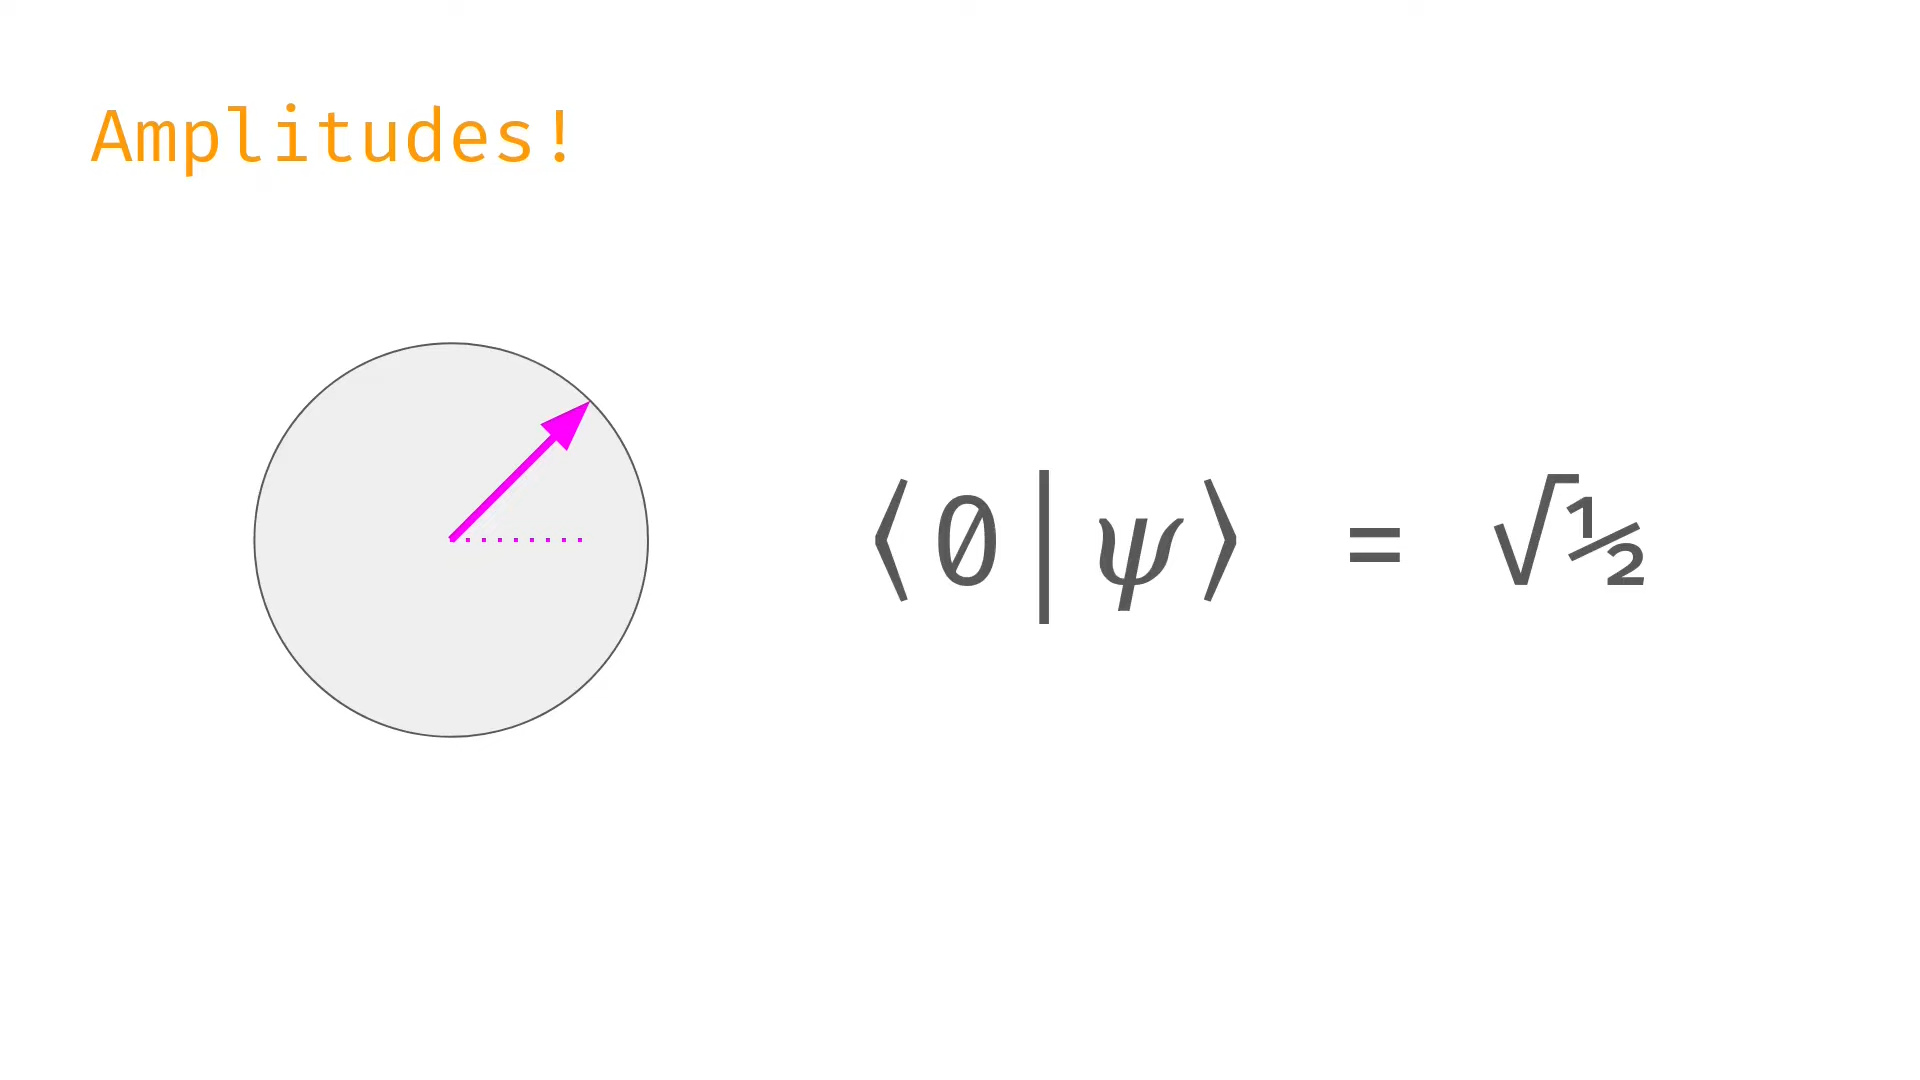 Amplitudes!
⟨0|ψ⟩ = √½